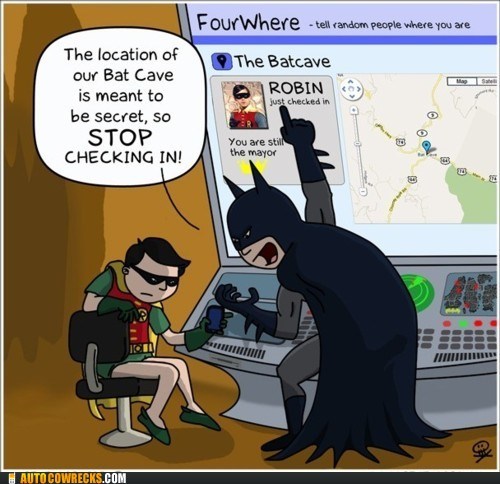 FourWhere - tell random people where you are
The Batcave
ROBIN
just checked in
You are still
the mayor
Map
The location of
our Bat Cave
is meant to
be secret, so
STOP
CHECKING IN!
AUTOCOWRECKS.COM